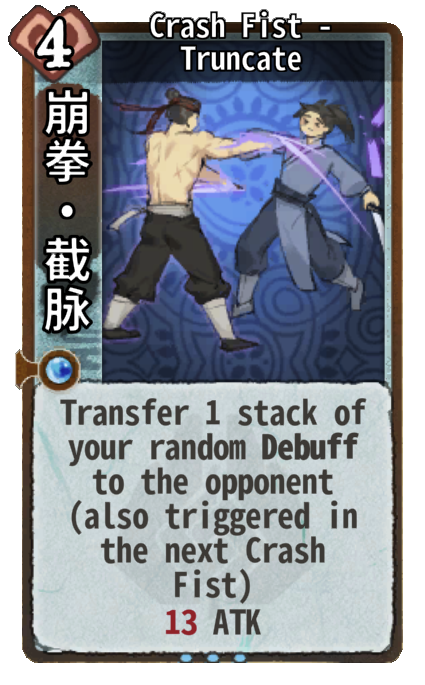 4
Crash Fist -
Truncate
崩拳・截脉
Transfer 1 stack of
your random Debuff
to the opponent
(also triggered in
the next Crash
Fist)
13 ATK